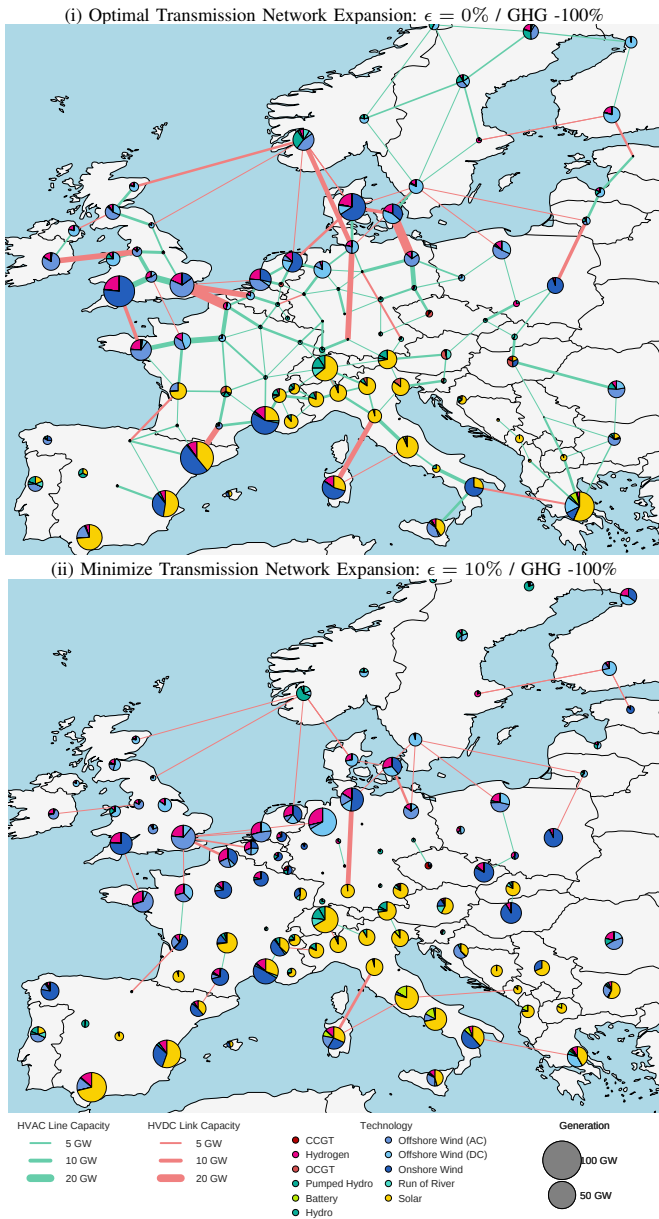 (i) Optimal Transmission Network Expansion: ϵ = 0% / GHG -100%
(ii) Minimize Transmission Network Expansion: ϵ = 10% / GHG -100%
HVAC Line Capacity
5 GW
10 GW
20 GW
HVDC Link Capacity
5 GW
10 GW
20 GW
Technology
CCGT
Hydrogen
OCGT
Pumped Hydro
Battery
Hydro
Offshore Wind (AC)
Offshore Wind (DC)
Onshore Wind
Run of River
Solar
Generation
100 GW
50 GW